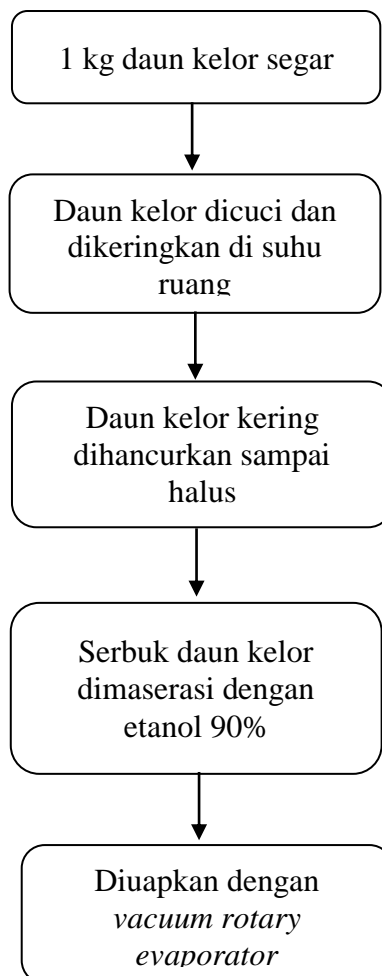 1 kg daun kelor segar
Daun kelor dicuci dan
dikeringkan di suhu
ruang
Daun kelor kering
dihancurkan sampai
halus
Serbuk daun kelor
dimaserasi dengan
etanol 90%
Diuapkan dengan
vacuum rotary
evaporator